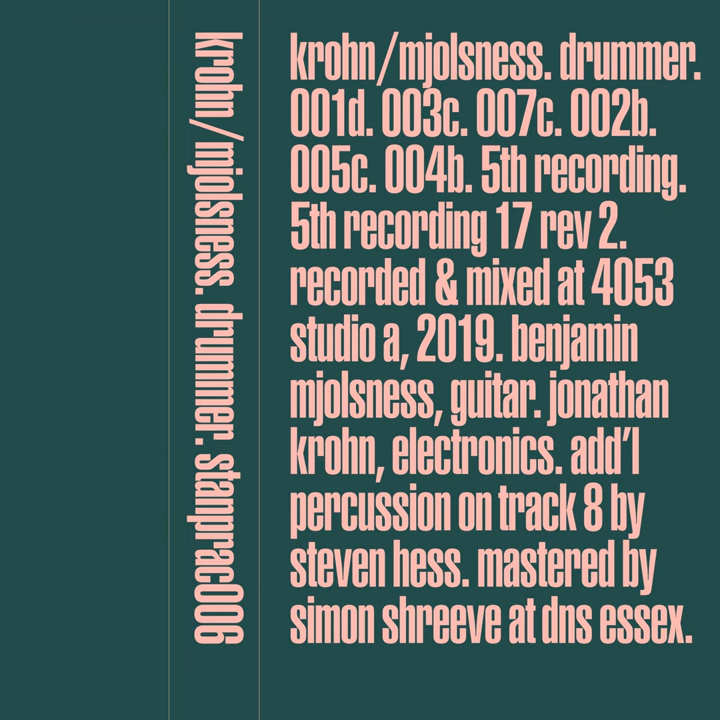 krohn/mjolsness. drummer. stanprac006
krohn/mjolsness. drummer.
001d. 003c. 007c. 002b.
005c. 004b. 5th recording.
5th recording 17 rev 2.
recorded & mixed at 4053
studio a, 2019. benjamin
mjolsness, guitar. jonathan
krohn, electronics. add'l
percussion on track 8 by
steven hess. mastered by
simon shreeve at dns essex.